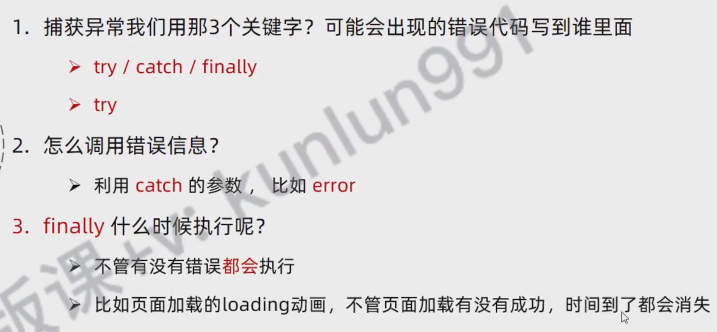 1. 捕获异常我们用那3个关键字？可能会出现的错误代码写到谁里面
➢ try / catch / finally
➢ try
2. 怎么调用错误信息？
➢ 利用 catch 的参数 ， 比如 error
3. finally 什么时候执行呢？
➢ 不管有没有错误都会执行
➢ 比如页面加载的loading动画，不管页面加载有没有成功，时间到了都会消失
版课+v: kunlun991